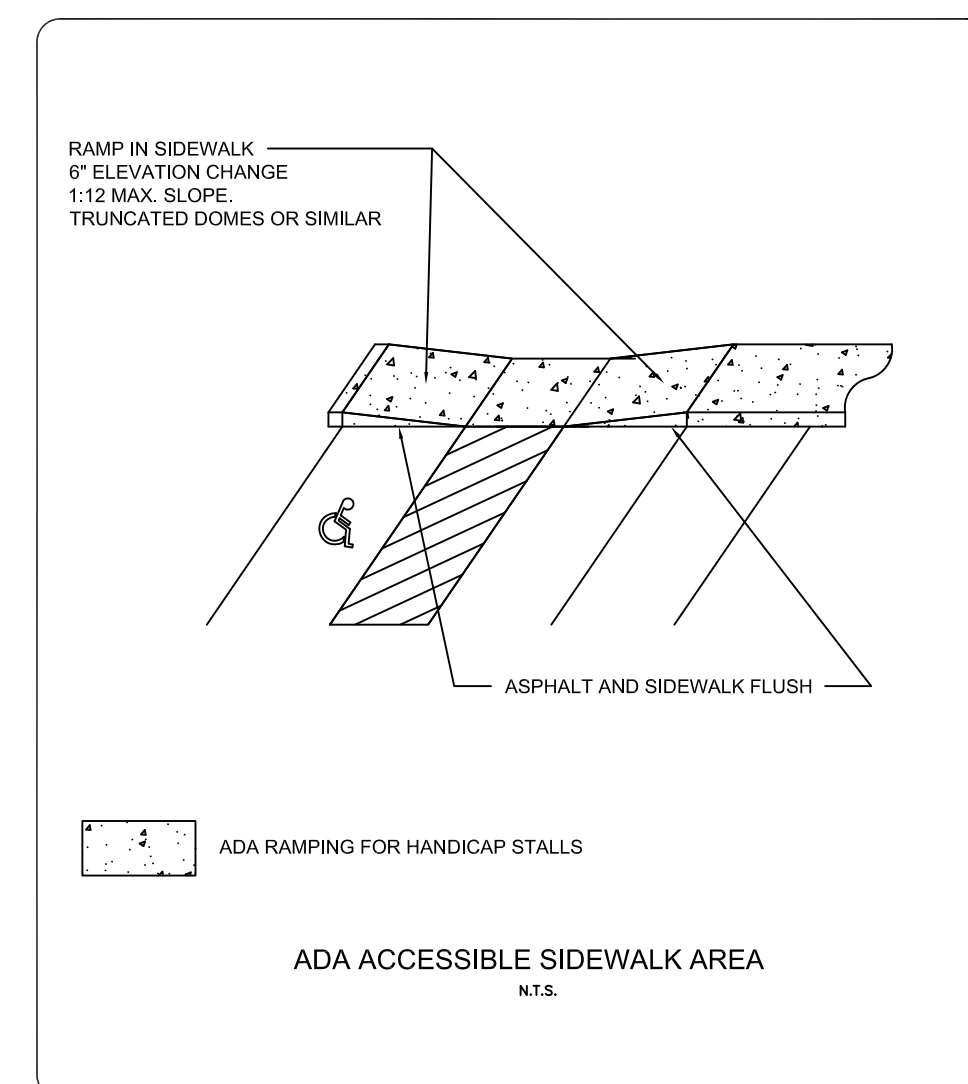 RAMP IN SIDEWALK
6" ELEVATION CHANGE
1:12 MAX. SLOPE.
TRUNCATED DOMES OR SIMILAR
ASPHALT AND SIDEWALK FLUSH
ADA RAMPING FOR HANDICAP STALLS
ADA ACCESSIBLE SIDEWALK AREA
N.T.S.